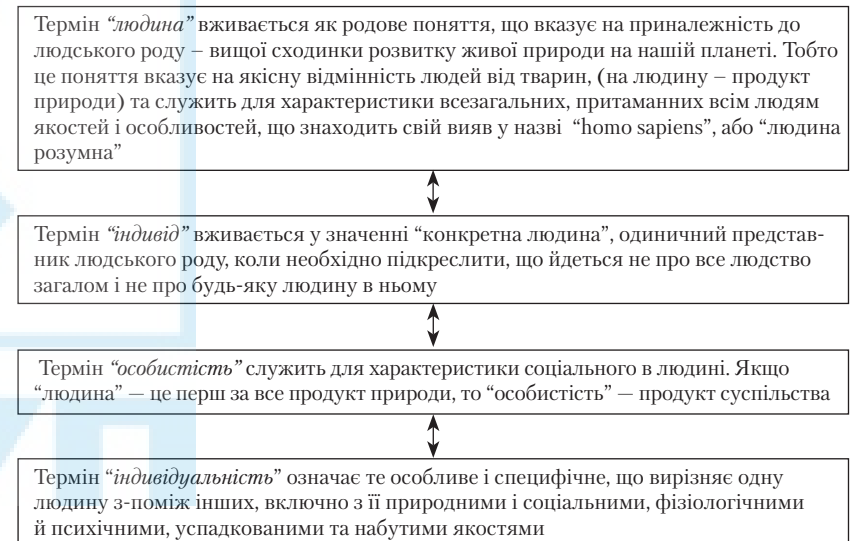 Термін “людина” вживається як родове поняття, що вказує на приналежність до
людського роду – вищої сходинки розвитку живої природи на нашій планеті. Тобто
це поняття вказує на якісну відмінність людей від тварин, (на людину – продукт
природи) та служить для характеристики всезагальних, притаманних всім людям
якостей і особливостей, що знаходить свій вияв у назві “homo sapiens”, або “людина
розумна”
Термін “індивід” вживається у значенні “конкретна людина”, одиничний представ-
ник людського роду, коли необхідно підкреслити, що йдеться не про все людство
загалом і не про будь-яку людину в ньому
Термін “особистість” служить для характеристики соціального в людині. Якщо
“людина” — це перш за все продукт природи, то “особистість” — продукт суспільства
Термін “індивідуальність” означає те особливе і специфічне, що вирізняє одну
людину з-поміж інших, включно з її природними і соціальними, фізіологічними
й психічними, успадкованими та набутими якостями